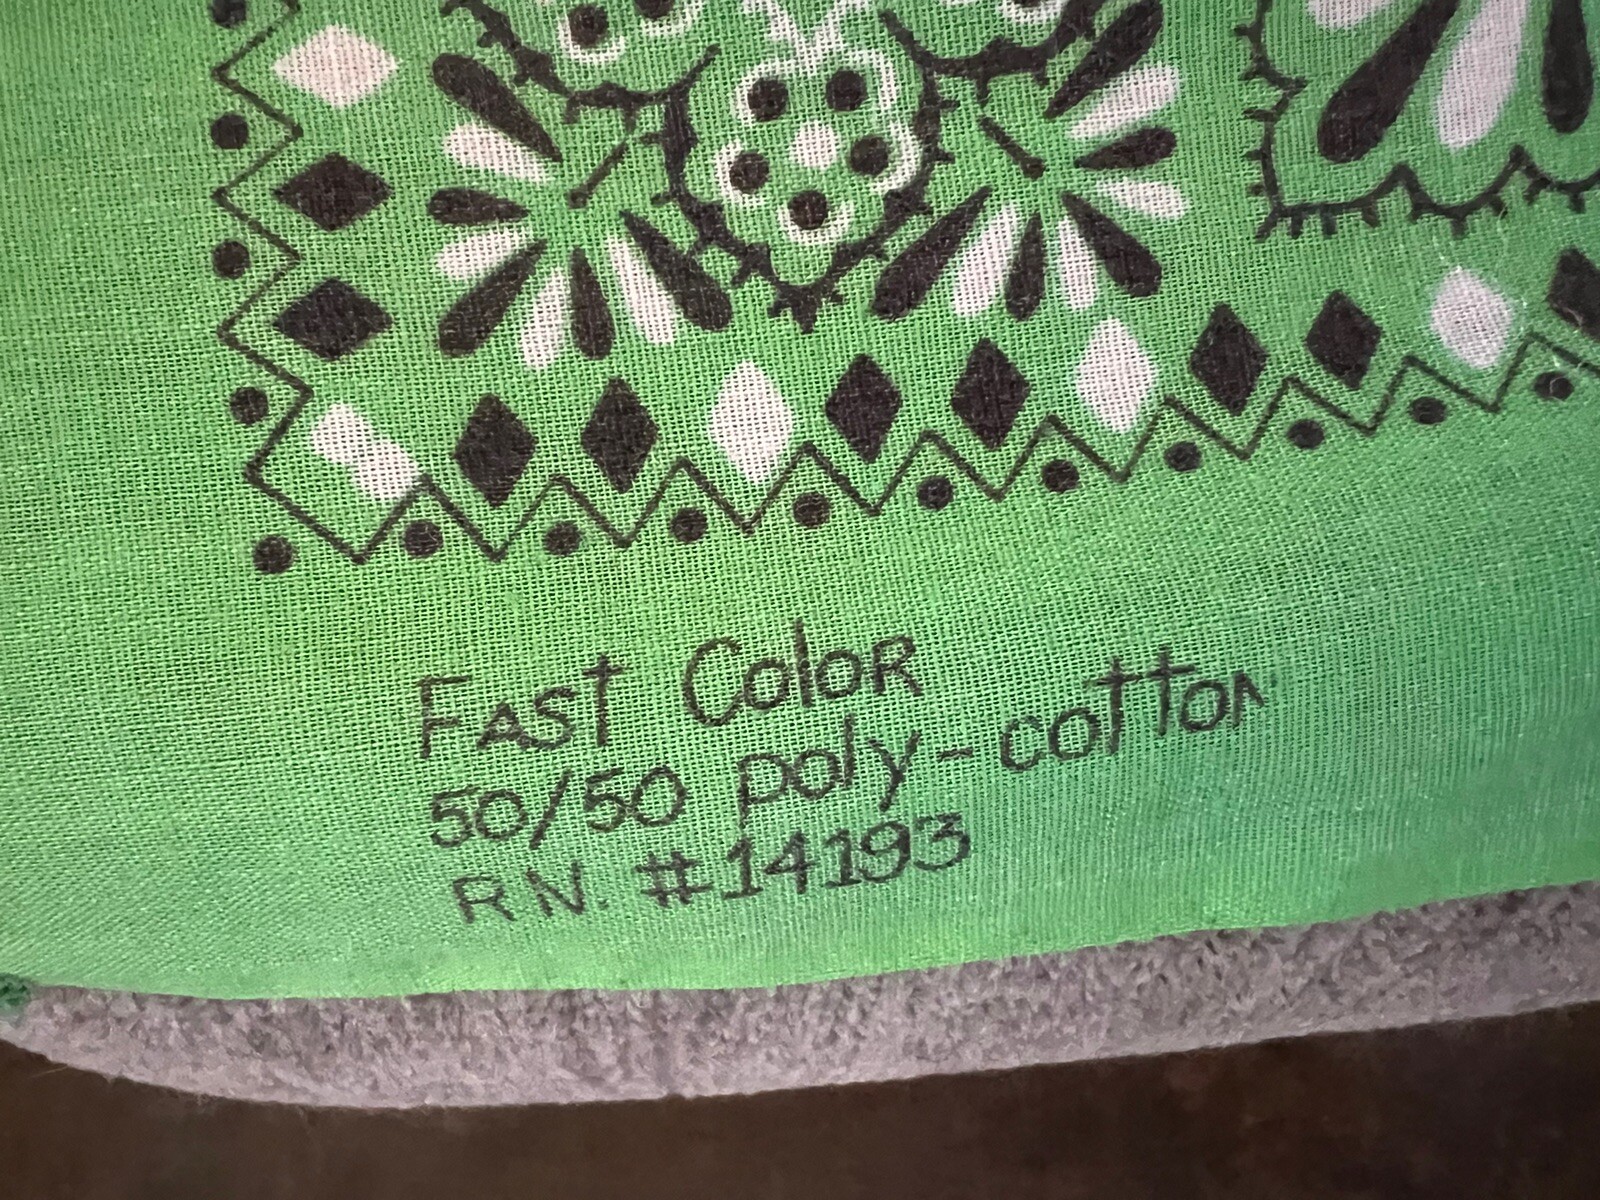 FAST Color
50/50 poly-cotton
R.N. #14193